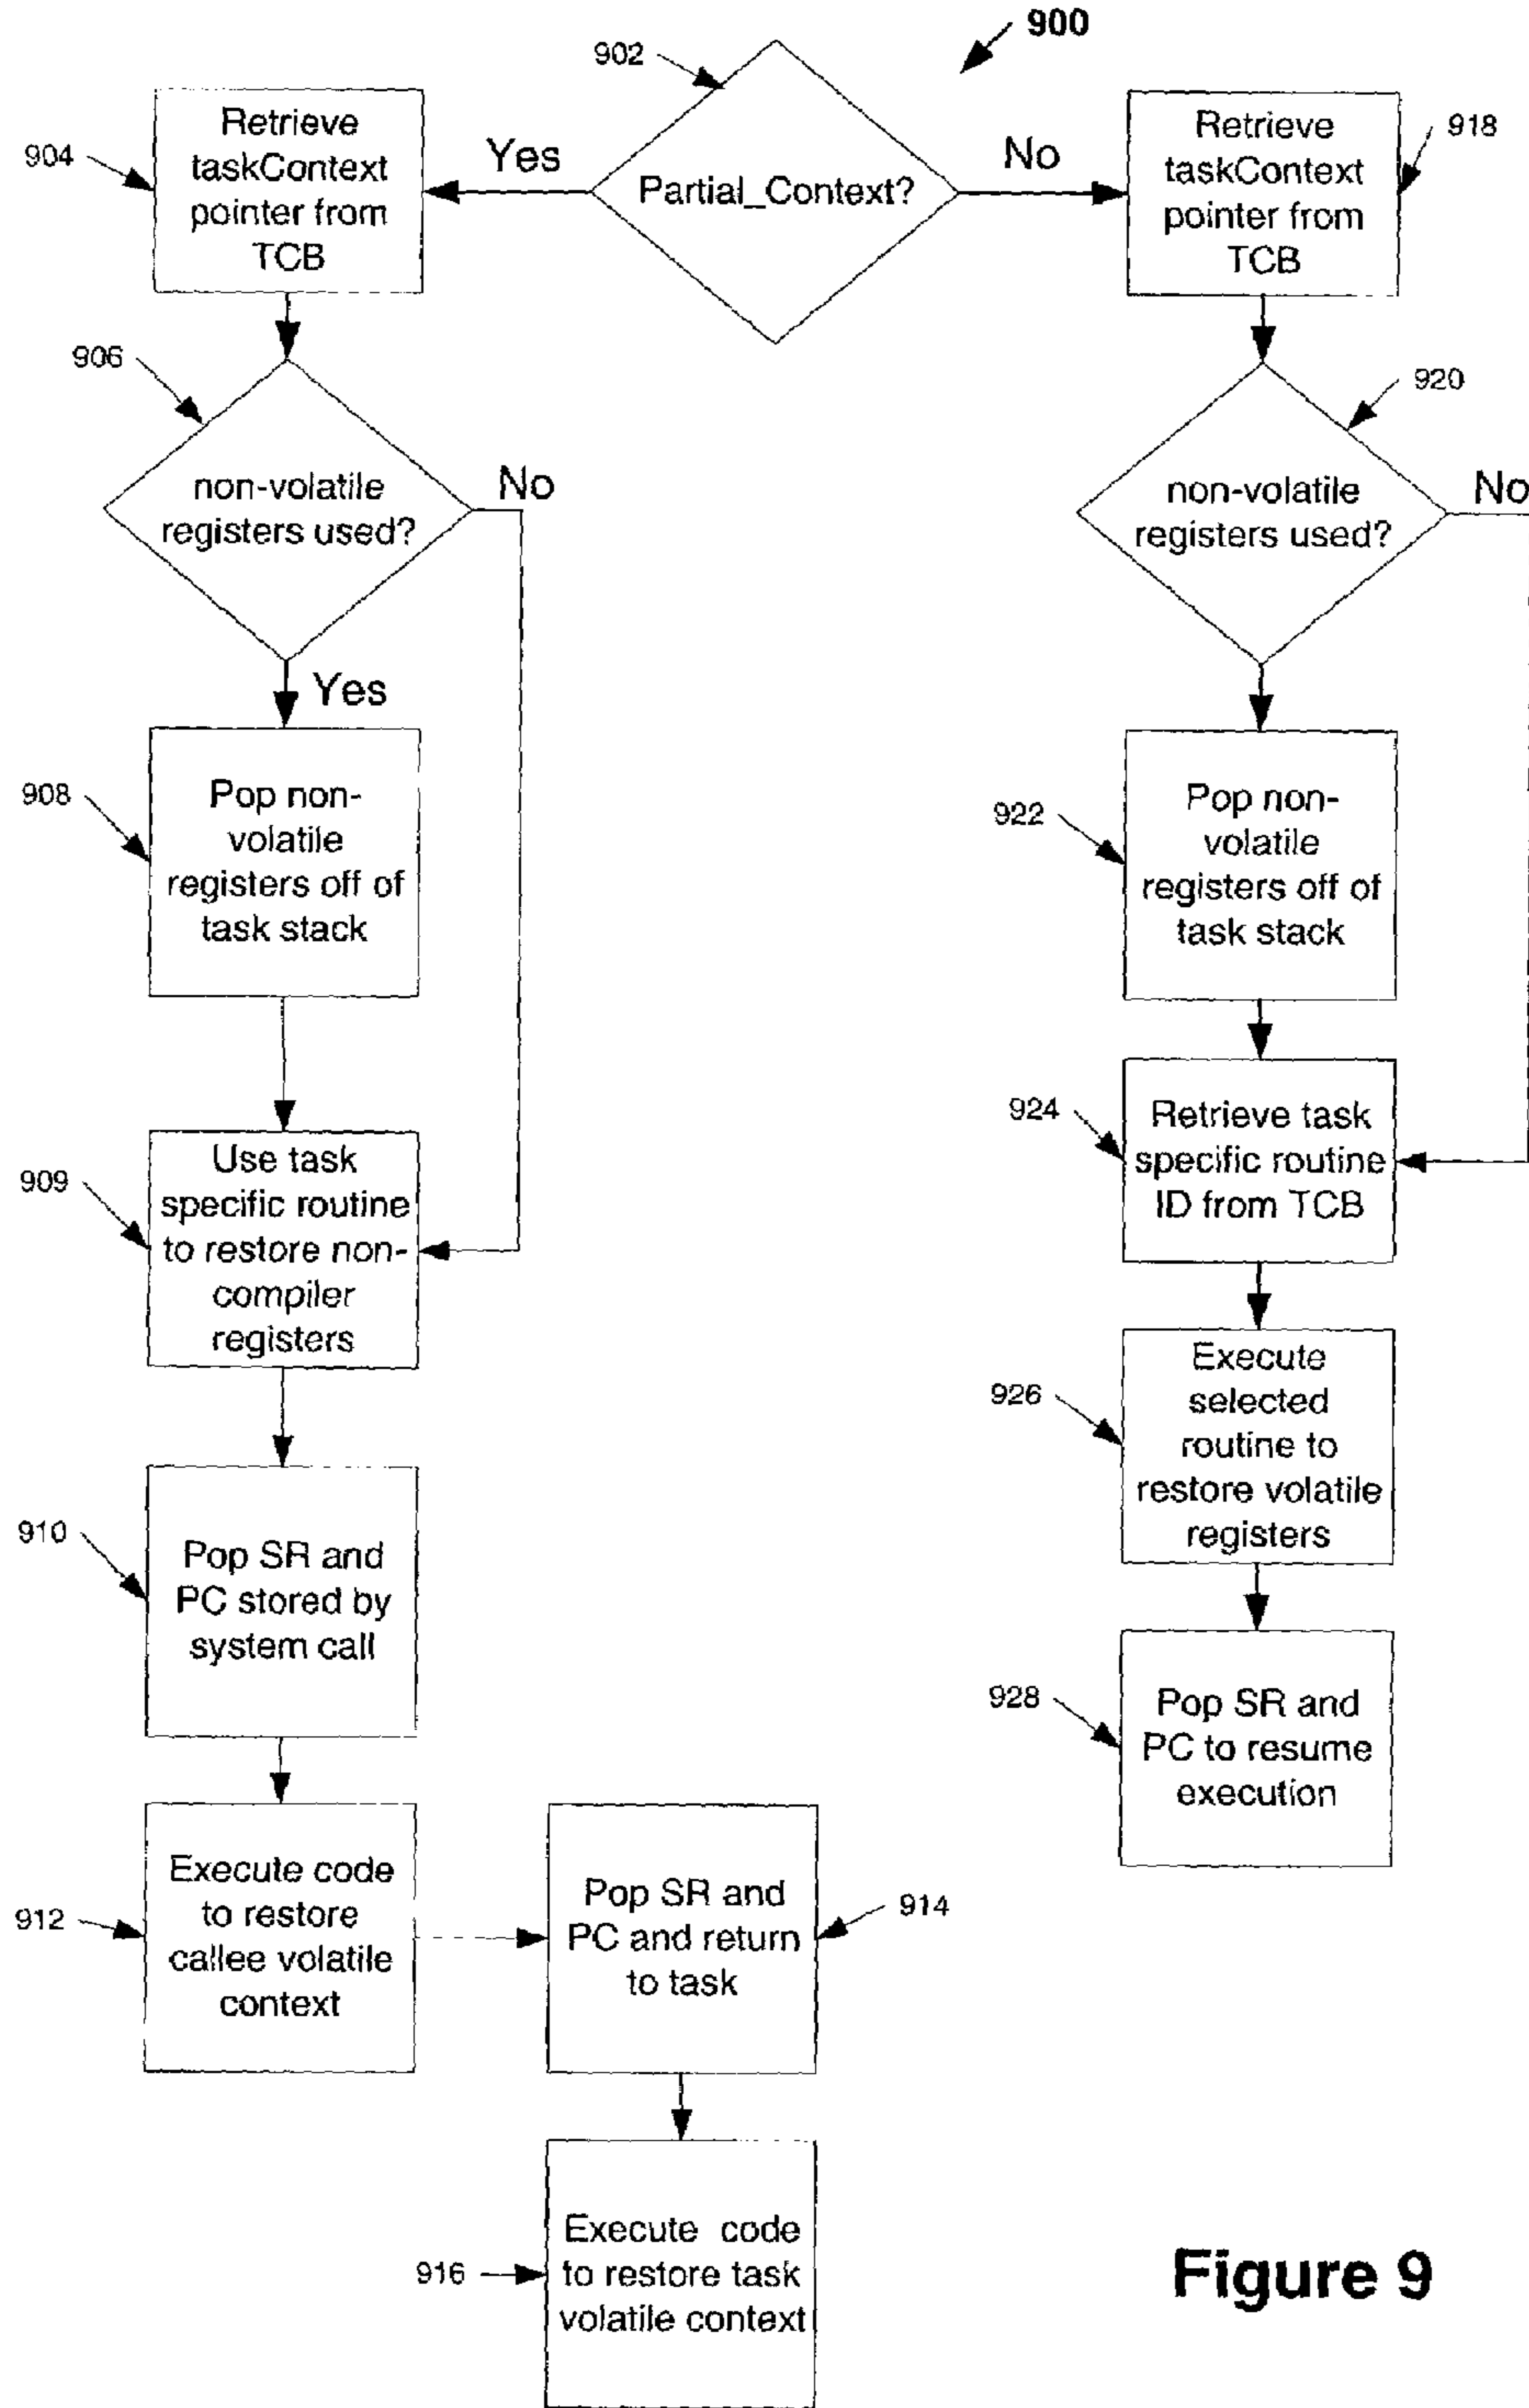 900
902
Partial_Context?
Yes
No
904
Retrieve
taskContext
pointer from
TCB
918
Retrieve
taskContext
pointer from
TCB
906
non-volatile
registers used?
No
Yes
920
non-volatile
registers used?
No
908
Pop non-
volatile
registers off of
task stack
922
Pop non-
volatile
registers off of
task stack
909
Use task
specific routine
to restore non-
compiler
registers
924
Retrieve task
specific routine
ID from TCB
926
Execute
selected
routine to
restore volatile
registers
910
Pop SR and
PC stored by
system call
928
Pop SR and
PC to resume
execution
912
Execute code
to restore
callee volatile
context
914
Pop SR and
PC and return
to task
916
Execute code
to restore task
volatile context
Figure 9